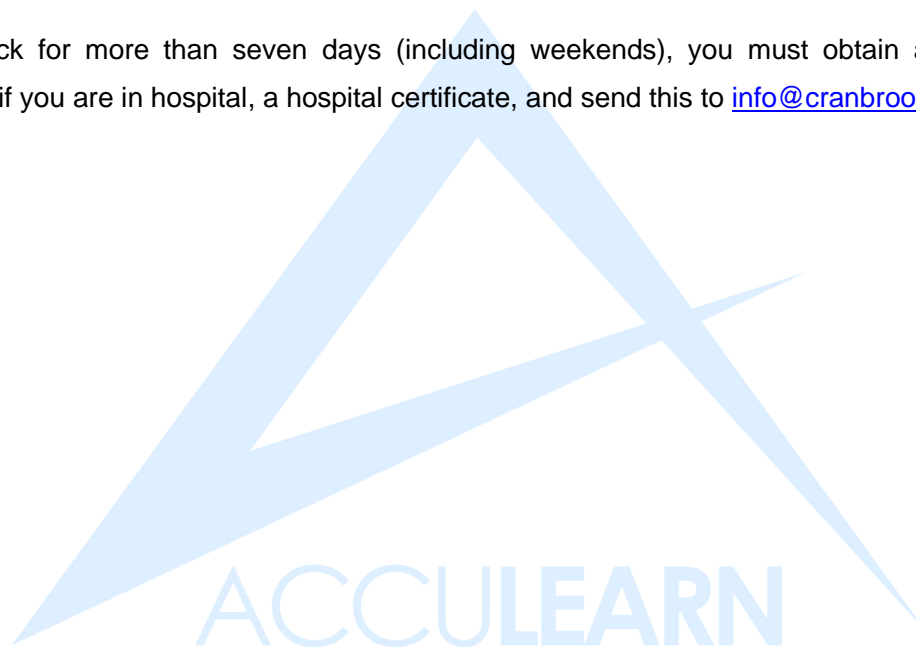 ck for more than seven days (including weekends), you must obtain a
if you are in hospital, a hospital certificate, and send this to info@cranbroo
ACCULEARN